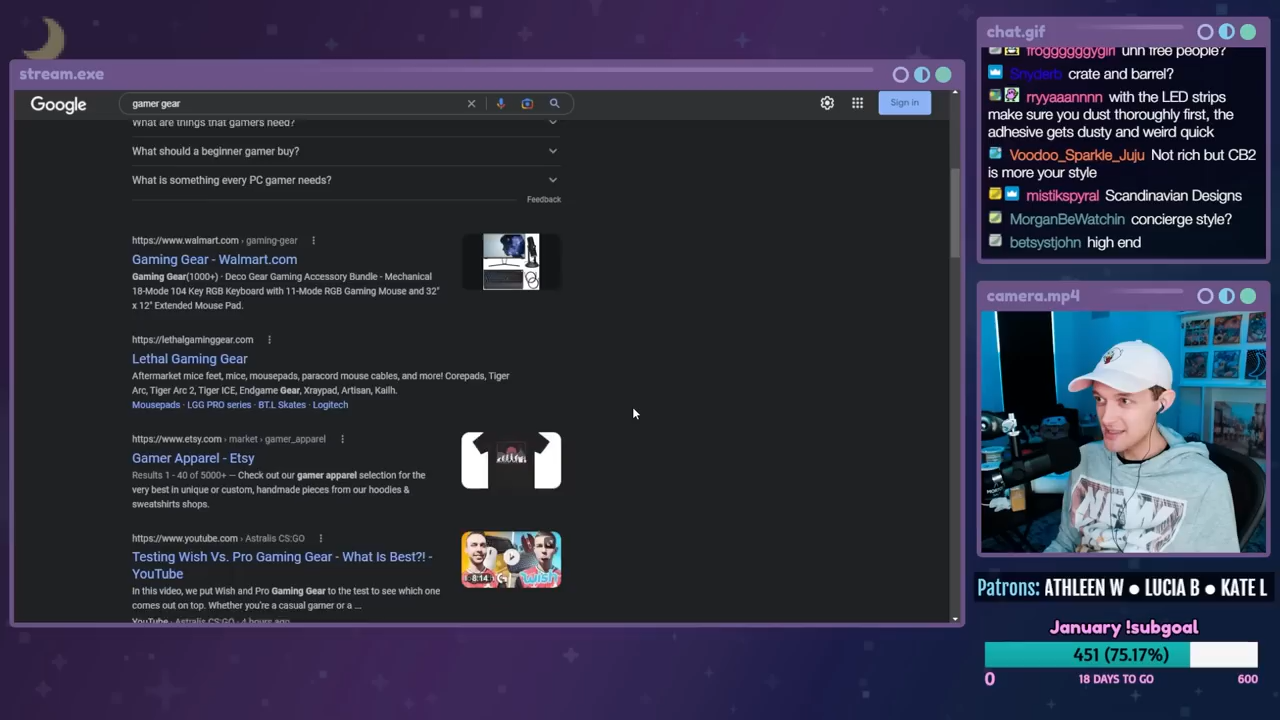 stream.exe
Google
gamer gear
Sign in
What are things that gamers need?
What should a beginner gamer buy?
What is something every PC gamer needs?
Feedback
https://www.walmart.com › gaming-gear
Gaming Gear - Walmart.com
Gaming Gear(1000+) · Deco Gear Gaming Accessory Bundle - Mechanical
18-Mode 104 Key RGB Keyboard with 11-Mode RGB Gaming Mouse and 32"
x 12" Extended Mouse Pad.
https://lethalgaminggear.com
Lethal Gaming Gear
Aftermarket mice feet, mice, mousepads, paracord mouse cables, and more! Corepads, Tiger
Arc, Tiger Arc 2, Tiger ICE, Endgame Gear, Xraypad, Artisan, Kailh.
Mousepads · LGG PRO series · BT.L Skates · Logitech
https://www.etsy.com › market › gamer_apparel
Gamer Apparel - Etsy
Results 1 - 40 of 5000+ — Check out our gamer apparel selection for the
very best in unique or custom, handmade pieces from our hoodies &
sweatshirts shops.
https://www.youtube.com › Astralis CS:GO
Testing Wish Vs. Pro Gaming Gear - What Is Best?! -
YouTube
8:14
wish
In this video, we put Wish and Pro Gaming Gear to the test to see which one
comes out on top. Whether you're a casual gamer or a ...
YouTube · Astralis CS:GO · 4 hours ago
chat.gif
froggggggygirl uhh free people?
Snyderb crate and barrel?
rryyaaannnn with the LED strips
make sure you dust thoroughly first, the
adhesive gets dusty and weird quick
Voodoo_Sparkle_Juju Not rich but CB2
is more your style
mistikspyral Scandinavian Designs
MorganBeWatchin concierge style?
betsystjohn high end
camera.mp4
NEW
Patrons: ATHLEEN W ● LUCIA B ● KATE L
January !subgoal
451 (75.17%)
0
18 DAYS TO GO
600